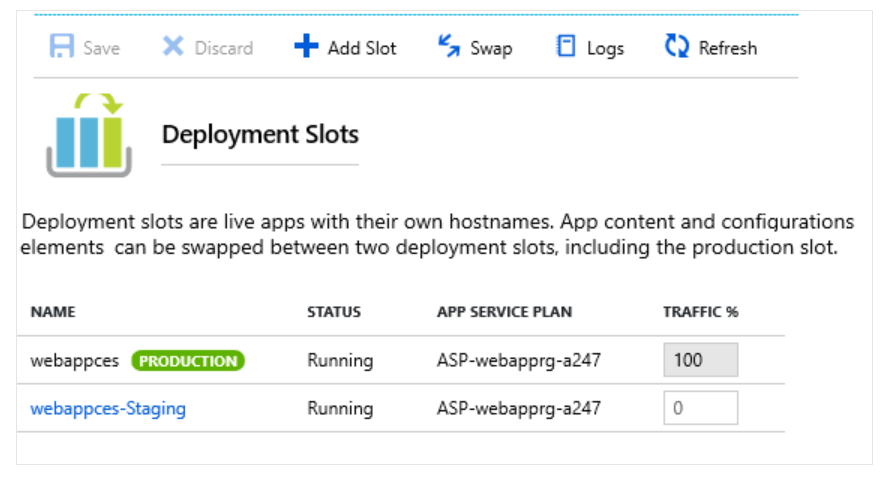 Save Discard Add Slot Swap Logs Refresh
Deployment Slots
Deployment slots are live apps with their own hostnames. App content and configurations
elements can be swapped between two deployment slots, including the production slot.
NAME STATUS APP SERVICE PLAN TRAFFIC %
webappces PRODUCTION Running ASP-webapprg-a247 100
webappces-Staging Running ASP-webapprg-a247 0